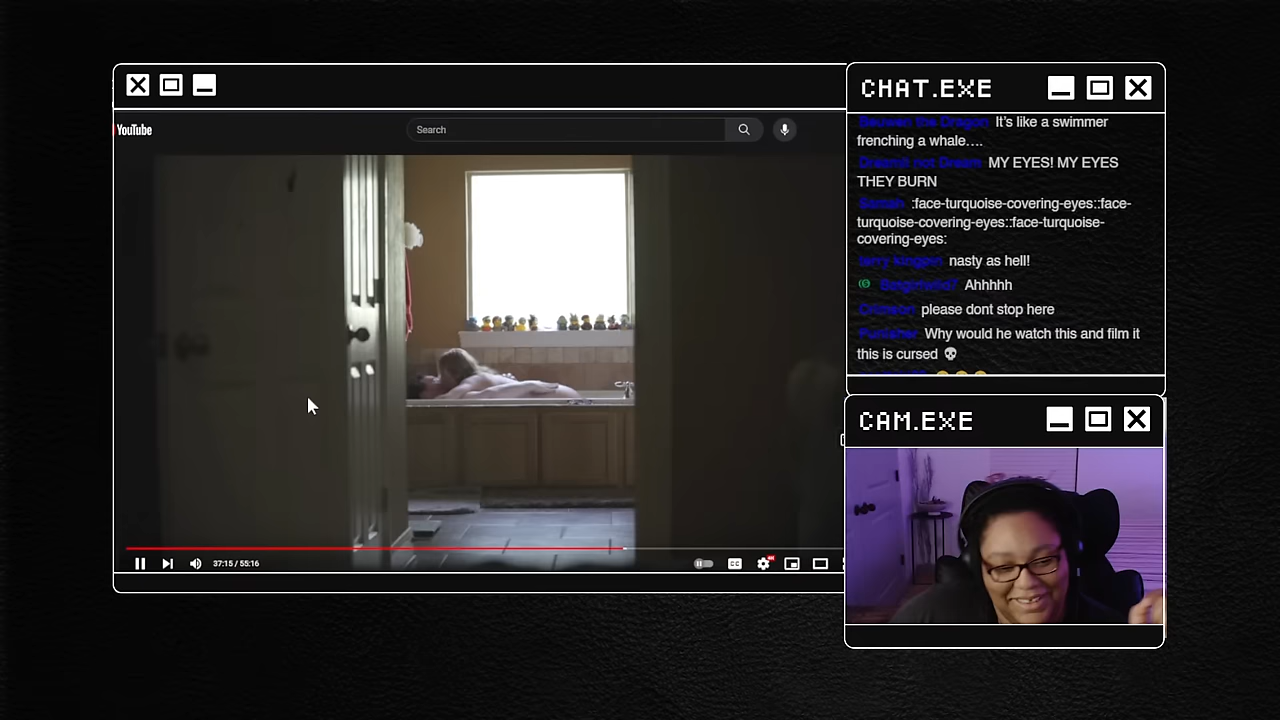 YouTube
Search
37:15 / 55:16
CHAT.EXE
It's like a swimmer
frenching a whale....
MY EYES! MY EYES
THEY BURN
:face-turquoise-covering-eyes::face-
turquoise-covering-eyes::face-turquoise-
covering-eyes:
nasty as hell!
Ahhhhh
please dont stop here
Why would he watch this and film it
this is cursed 💀
CAM.EXE